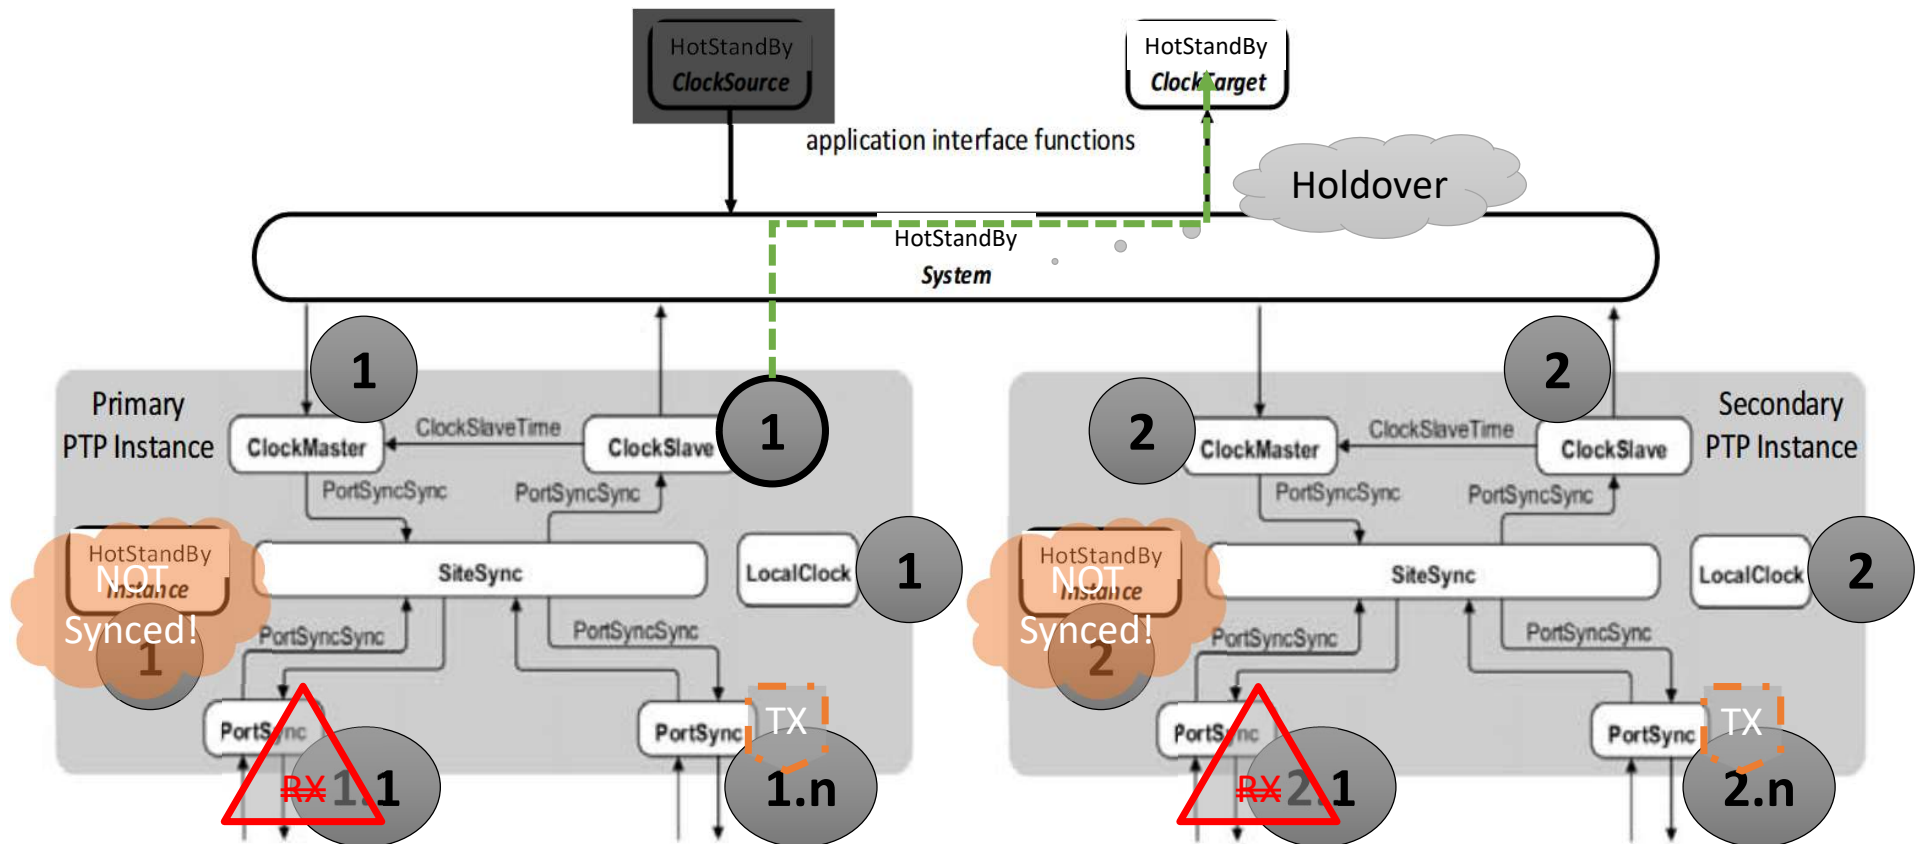 HotStandBy
ClockSource
HotStandBy
ClockTarget
application interface functions
Holdover
HotStandBy
System
1
2
2
Primary
PTP Instance
ClockMaster
ClockSlaveTime
ClockSlave
1
2
ClockMaster
ClockSlaveTime
ClockSlave
Secondary
PTP Instance
PortSyncSync
PortSyncSync
PortSyncSync
PortSyncSync
HotStandBy
Instance
NOT
Synced!
1
SiteSync
LocalClock
1
HotStandBy
Instance
NOT
Synced!
SiteSync
LocalClock
2
PortSyncSync
PortSyncSync
PortSyncSync
PortSyncSync
PortSync
RX
1.1
PortSync
TX
1.n
PortSync
RX
2.1
PortSync
TX
2.n